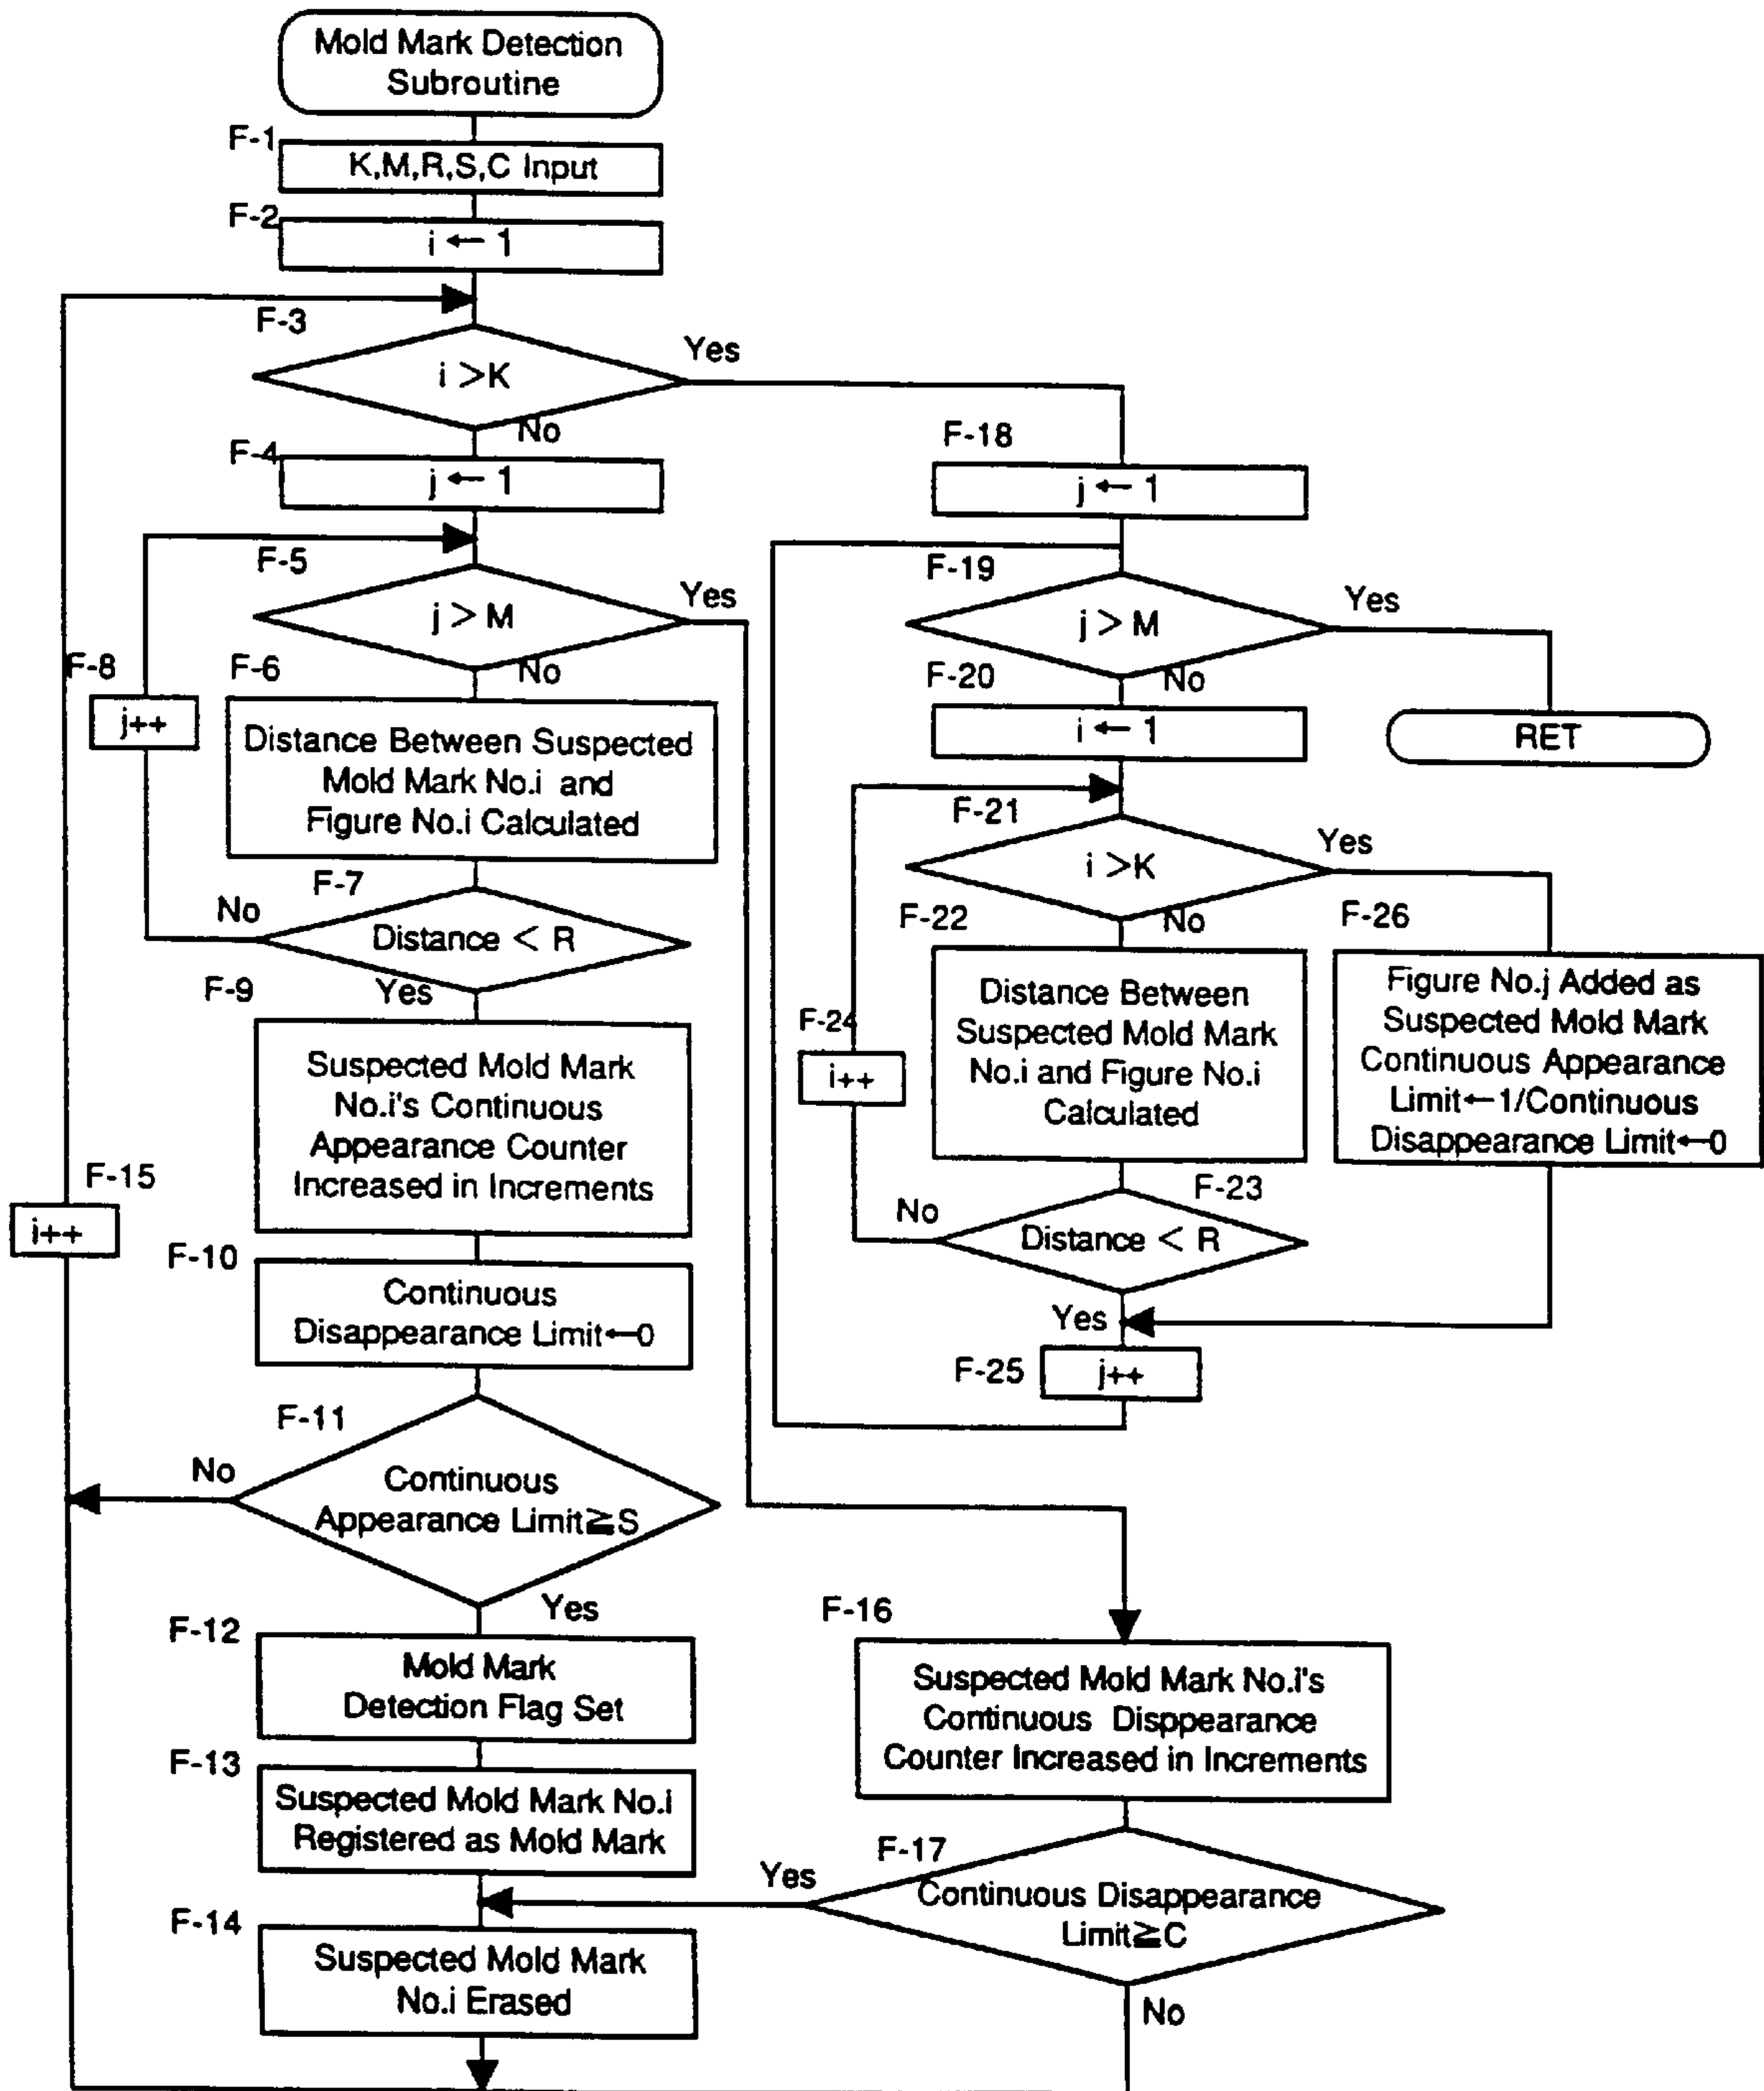 Mold Mark Detection
Subroutine
F-1
K,M,R,S,C Input
F-2
i ← 1
F-3
i >K
Yes
No
F-4
j ← 1
F-5
j > M
Yes
No
F-8
j++
F-6
Distance Between Suspected
Mold Mark No.i and
Figure No.i Calculated
F-7
No
Distance < R
Yes
F-9
Suspected Mold Mark
No.i's Continuous
Appearance Counter
Increased in Increments
F-15
i++
F-10
Continuous
Disappearance Limit←0
F-11
No
Continuous
Appearance Limit≧S
Yes
F-12
Mold Mark
Detection Flag Set
F-13
Suspected Mold Mark No.i
Registered as Mold Mark
F-14
Suspected Mold Mark
No.i Erased
F-18
j ← 1
F-19
j > M
Yes
No
RET
F-20
i ← 1
F-21
i >K
Yes
No
F-22
Distance Between
Suspected Mold Mark
No.i and Figure No.i
Calculated
F-24
i++
F-26
Figure No.j Added as
Suspected Mold Mark
Continuous Appearance
Limit←1/Continuous
Disappearance Limit←0
F-23
No
Distance < R
Yes
F-25
j++
F-16
Suspected Mold Mark No.i's
Continuous Disppearance
Counter Increased in Increments
F-17
Yes
Continuous Disappearance
Limit≧C
No